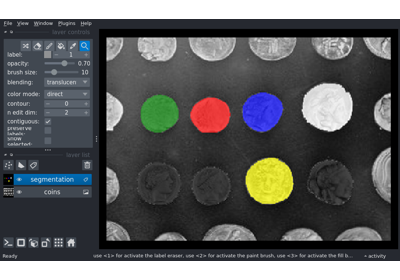 File View Window Plugins Help
layer controls
label: 1
opacity: 0.70
brush size: 10
blending: translucen
color mode: direct
contour: 0
n edit dim: 2
contiguous:
preserve labels:
show selected:
layer list
segmentation
coins
Ready use <1> for activate the label eraser, use <2> for activate the paint brush, use <3> for activate the fill b... activity